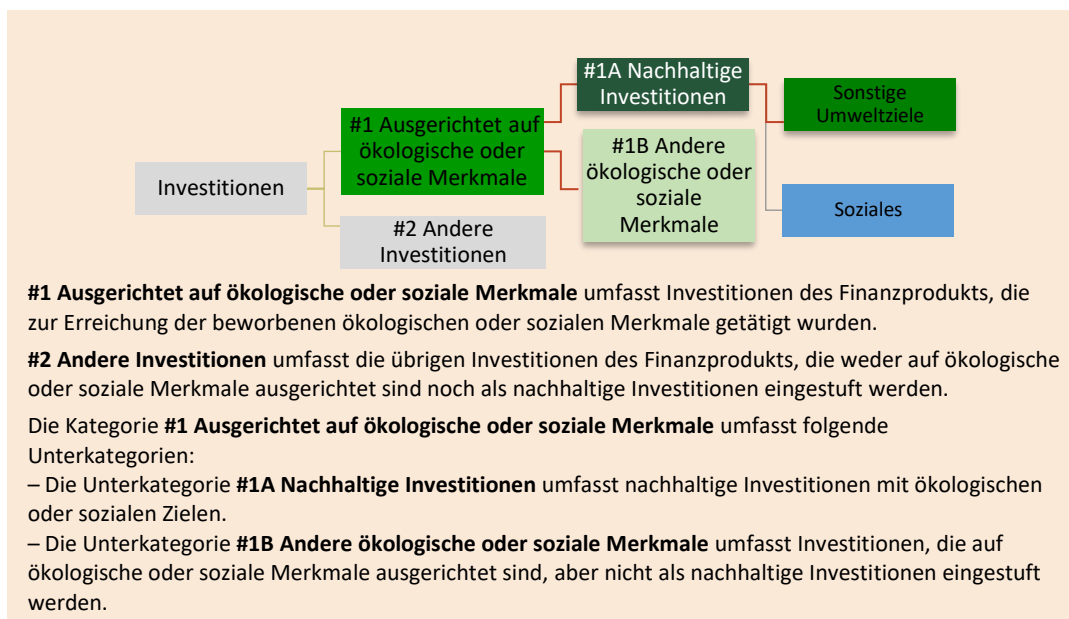 #1A Nachhaltige
Investitionen
Sonstige
Umweltziele
#1 Ausgerichtet auf
ökologische oder
soziale Merkmale
#1B Andere
ökologische oder
soziale
Merkmale
Investitionen
Soziales
#2 Andere
Investitionen
#1 Ausgerichtet auf ökologische oder soziale Merkmale umfasst Investitionen des Finanzprodukts, die
zur Erreichung der beworbenen ökologischen oder sozialen Merkmale getätigt wurden.
#2 Andere Investitionen umfasst die übrigen Investitionen des Finanzprodukts, die weder auf ökologische
oder soziale Merkmale ausgerichtet sind noch als nachhaltige Investitionen eingestuft werden.
Die Kategorie #1 Ausgerichtet auf ökologische oder soziale Merkmale umfasst folgende
Unterkategorien:
– Die Unterkategorie #1A Nachhaltige Investitionen umfasst nachhaltige Investitionen mit ökologischen
oder sozialen Zielen.
– Die Unterkategorie #1B Andere ökologische oder soziale Merkmale umfasst Investitionen, die auf
ökologische oder soziale Merkmale ausgerichtet sind, aber nicht als nachhaltige Investitionen eingestuft
werden.